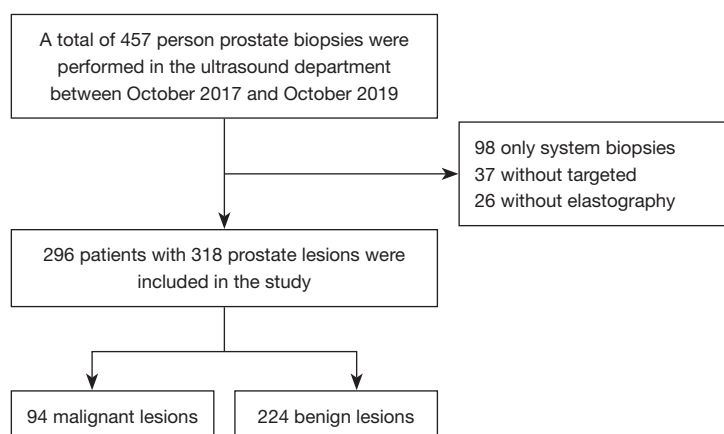 A total of 457 person prostate biopsies were
performed in the ultrasound department
between October 2017 and October 2019
98 only system biopsies
37 without targeted
26 without elastography
296 patients with 318 prostate lesions were
included in the study
94 malignant lesions
224 benign lesions